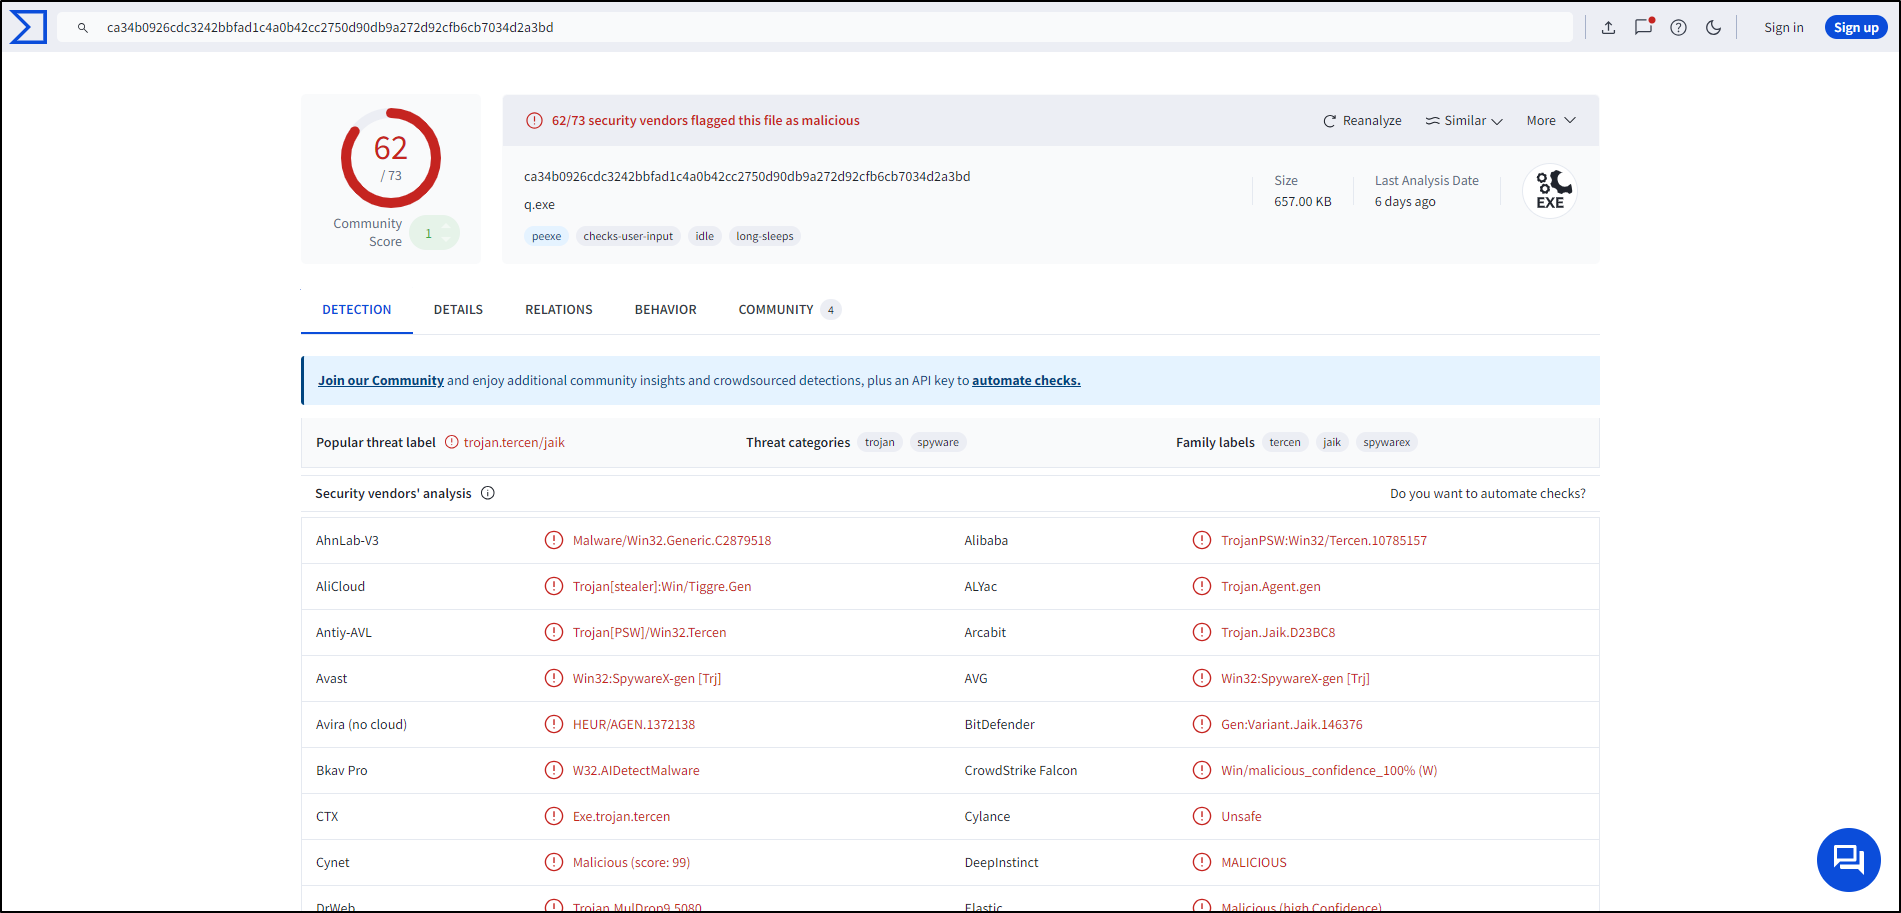 ca34b0926cdc3242bbfad1c4a0b42cc2750d90db9a272d92cfb6cb7034d2a3bd
Sign in
Sign up
62
/ 73
Community
Score
1
62/73 security vendors flagged this file as malicious
Reanalyze
Similar
More
ca34b0926cdc3242bbfad1c4a0b42cc2750d90db9a272d92cfb6cb7034d2a3bd
q.exe
peexe checks-user-input idle long-sleeps
Size
657.00 KB
Last Analysis Date
6 days ago
EXE
DETECTION DETAILS RELATIONS BEHAVIOR COMMUNITY 4
Join our Community and enjoy additional community insights and crowdsourced detections, plus an API key to automate checks.
Popular threat label trojan.tercen/jaik Threat categories trojan spyware Family labels tercen jaik spywarex
Security vendors' analysis Do you want to automate checks?
AhnLab-V3 Malware/Win32.Generic.C2879518 Alibaba TrojanPSW:Win32/Tercen.10785157
AliCloud Trojan[stealer]:Win/Tiggre.Gen ALYac Trojan.Agent.gen
Antiy-AVL Trojan[PSW]/Win32.Tercen Arcabit Trojan.Jaik.D23BC8
Avast Win32:SpywareX-gen [Trj] AVG Win32:SpywareX-gen [Trj]
Avira (no cloud) HEUR/AGEN.1372138 BitDefender Gen:Variant.Jaik.146376
Bkav Pro W32.AIDetectMalware CrowdStrike Falcon Win/malicious_confidence_100% (W)
CTX Exe.trojan.tercen Cylance Unsafe
Cynet Malicious (score: 99) DeepInstinct MALICIOUS
DrWeb Trojan.MulDrop9.5080 Elastic Malicious (high Confidence)